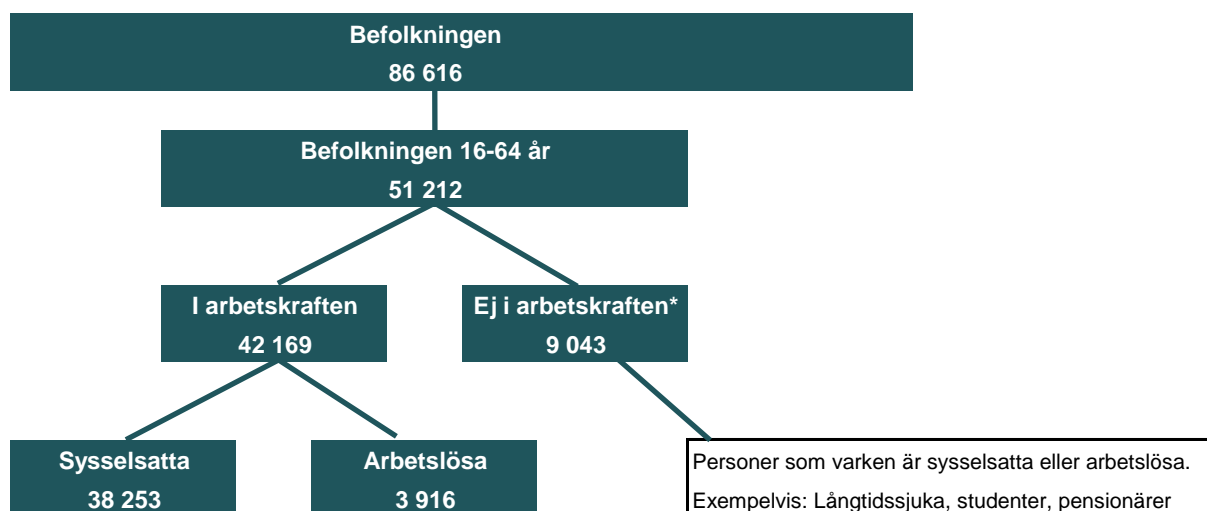 Befolkningen
86 616
Befolkningen 16-64 år
51 212
I arbetskraften
42 169
Ej i arbetskraften*
9 043
Sysselsatta
38 253
Arbetslösa
3 916
Personer som varken är sysselsatta eller arbetslösa.
Exempelvis: Långtidssjuka, studenter, pensionärer